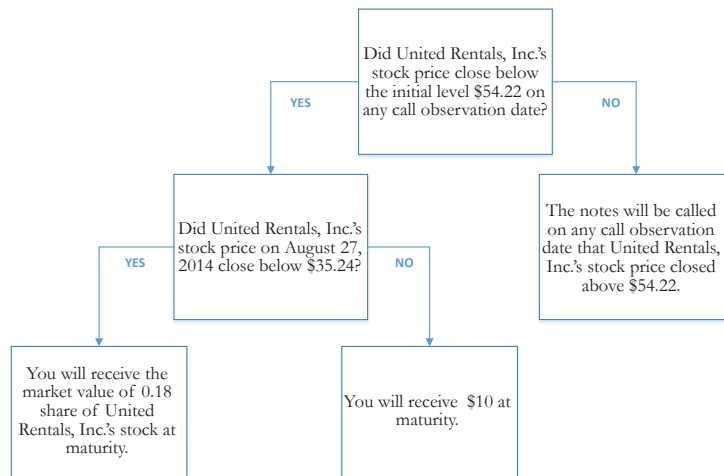 Did United Rentals, Inc.'s
stock price close below
the initial level $54.22 on
any call observation date?
YES
NO
Did United Rentals, Inc.'s
stock price on August 27,
2014 close below $35.24?
The notes will be called
on any call observation
date that United Rentals,
Inc.'s stock price closed
above $54.22.
YES
NO
You will receive the
market value of 0.18
share of United
Rentals, Inc.'s stock at
maturity.
You will receive $10 at
maturity.